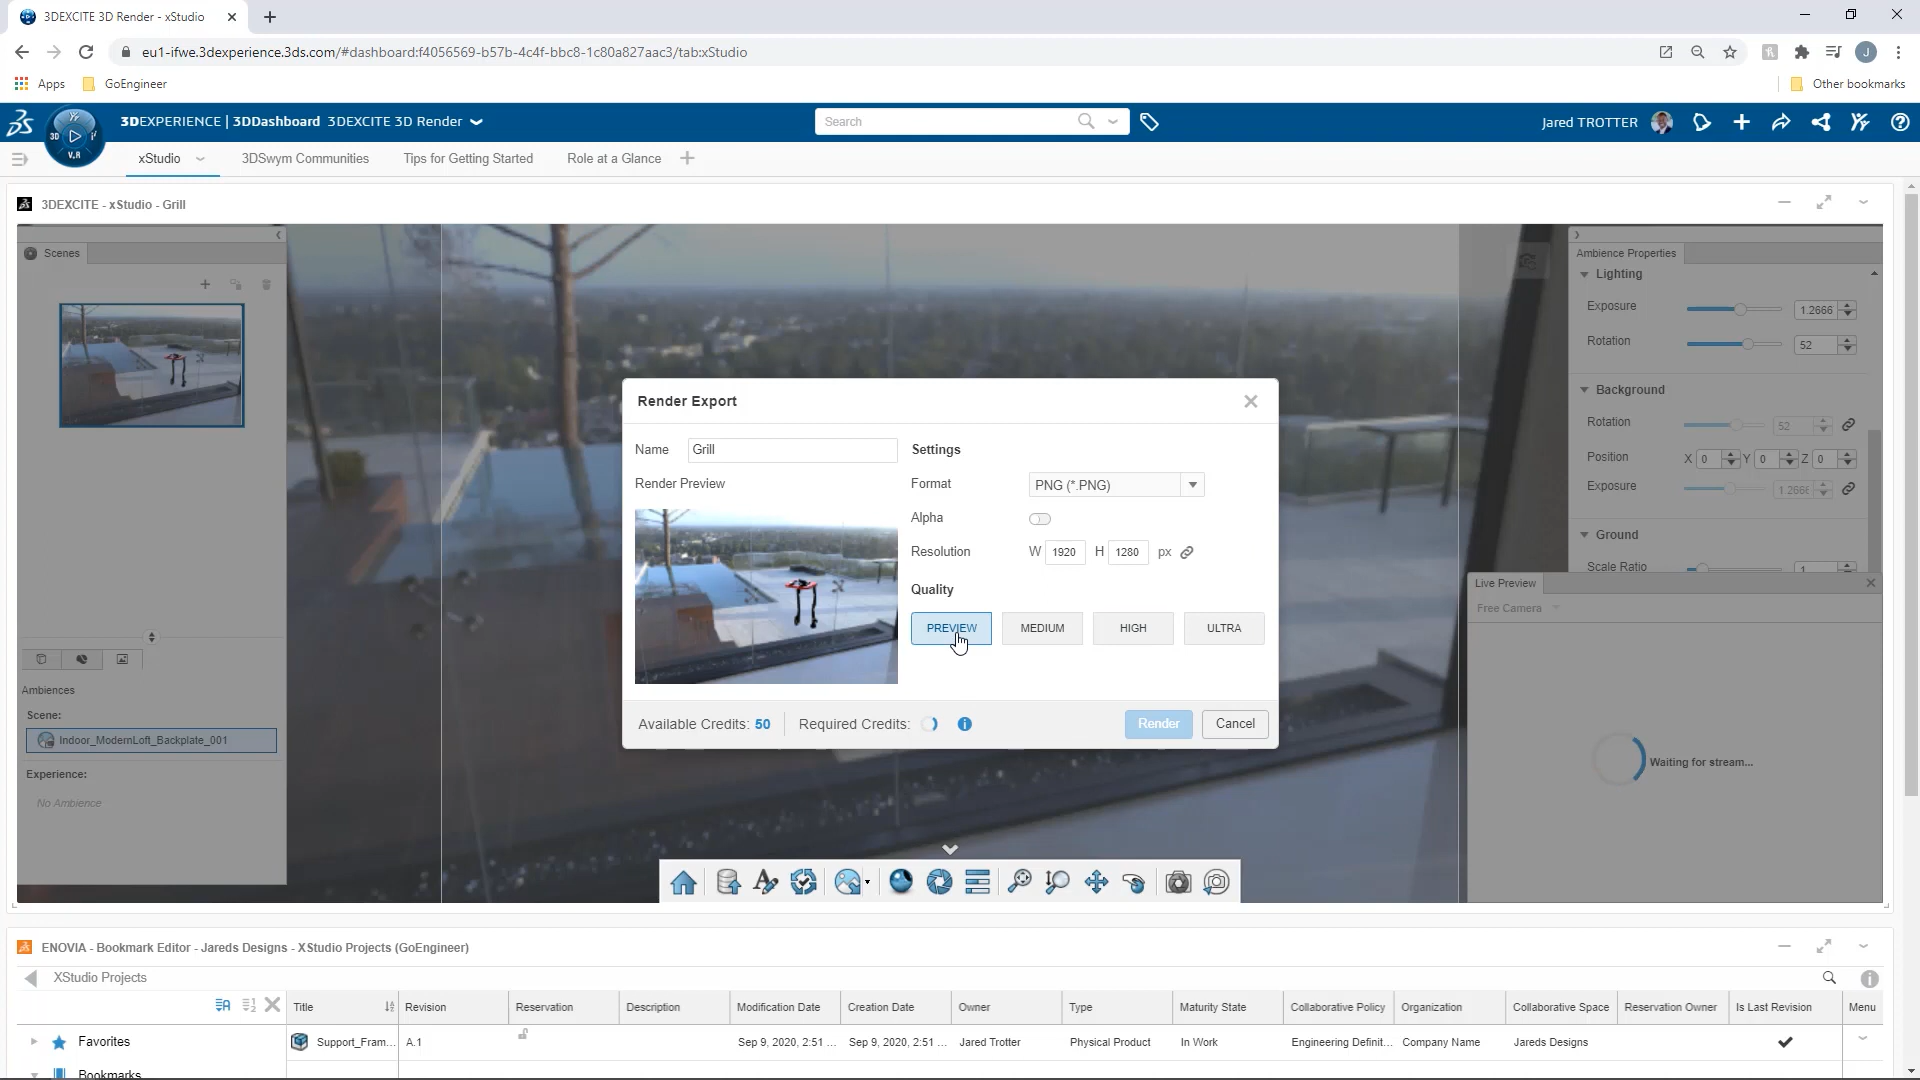 3DEXCITE 3D Render - xStudio
eu1-ifwe.3dexperience.3ds.com/#dashboard:f4056569-b57b-4c4f-bbc8-1c80a827aac3/tab:xStudio
J
Apps
GoEngineer
Other bookmarks
3D
V.R
3DEXPERIENCE | 3DDashboard 3DEXCITE 3D Render
Search
Jared TROTTER
xStudio
3DSwym Communities
Tips for Getting Started
Role at a Glance
3DEXCITE - xStudio - Grill
Scenes
Ambience Properties
Lighting
Exposure 1.2666
Rotation 52
Background
Rotation 52
Position X 0 Y 0 Z 0
Exposure 1.2666
Ground
Scale Ratio 1
Render Export
Name Grill
Render Preview
Settings
Format PNG (*.PNG)
Alpha
Resolution W 1920 H 1280 px
Quality
PREVIEW MEDIUM HIGH ULTRA
Available Credits: 50 Required Credits:
Render Cancel
Ambiences
Scene:
Indoor_ModernLoft_Backplate_001
Experience:
No Ambience
Live Preview
Free Camera
Waiting for stream...
ENOVIA - Bookmark Editor - Jareds Designs - XStudio Projects (GoEngineer)
XStudio Projects
Title Revision Reservation Description Modification Date Creation Date Owner Type Maturity State Collaborative Policy Organization Collaborative Space Reservation Owner Is Last Revision Menu
Favorites
Support_Fram... A.1 Sep 9, 2020, 2:51 ... Sep 9, 2020, 2:51 ... Jared Trotter Physical Product In Work Engineering Definit... Company Name Jareds Designs
Bookmarks